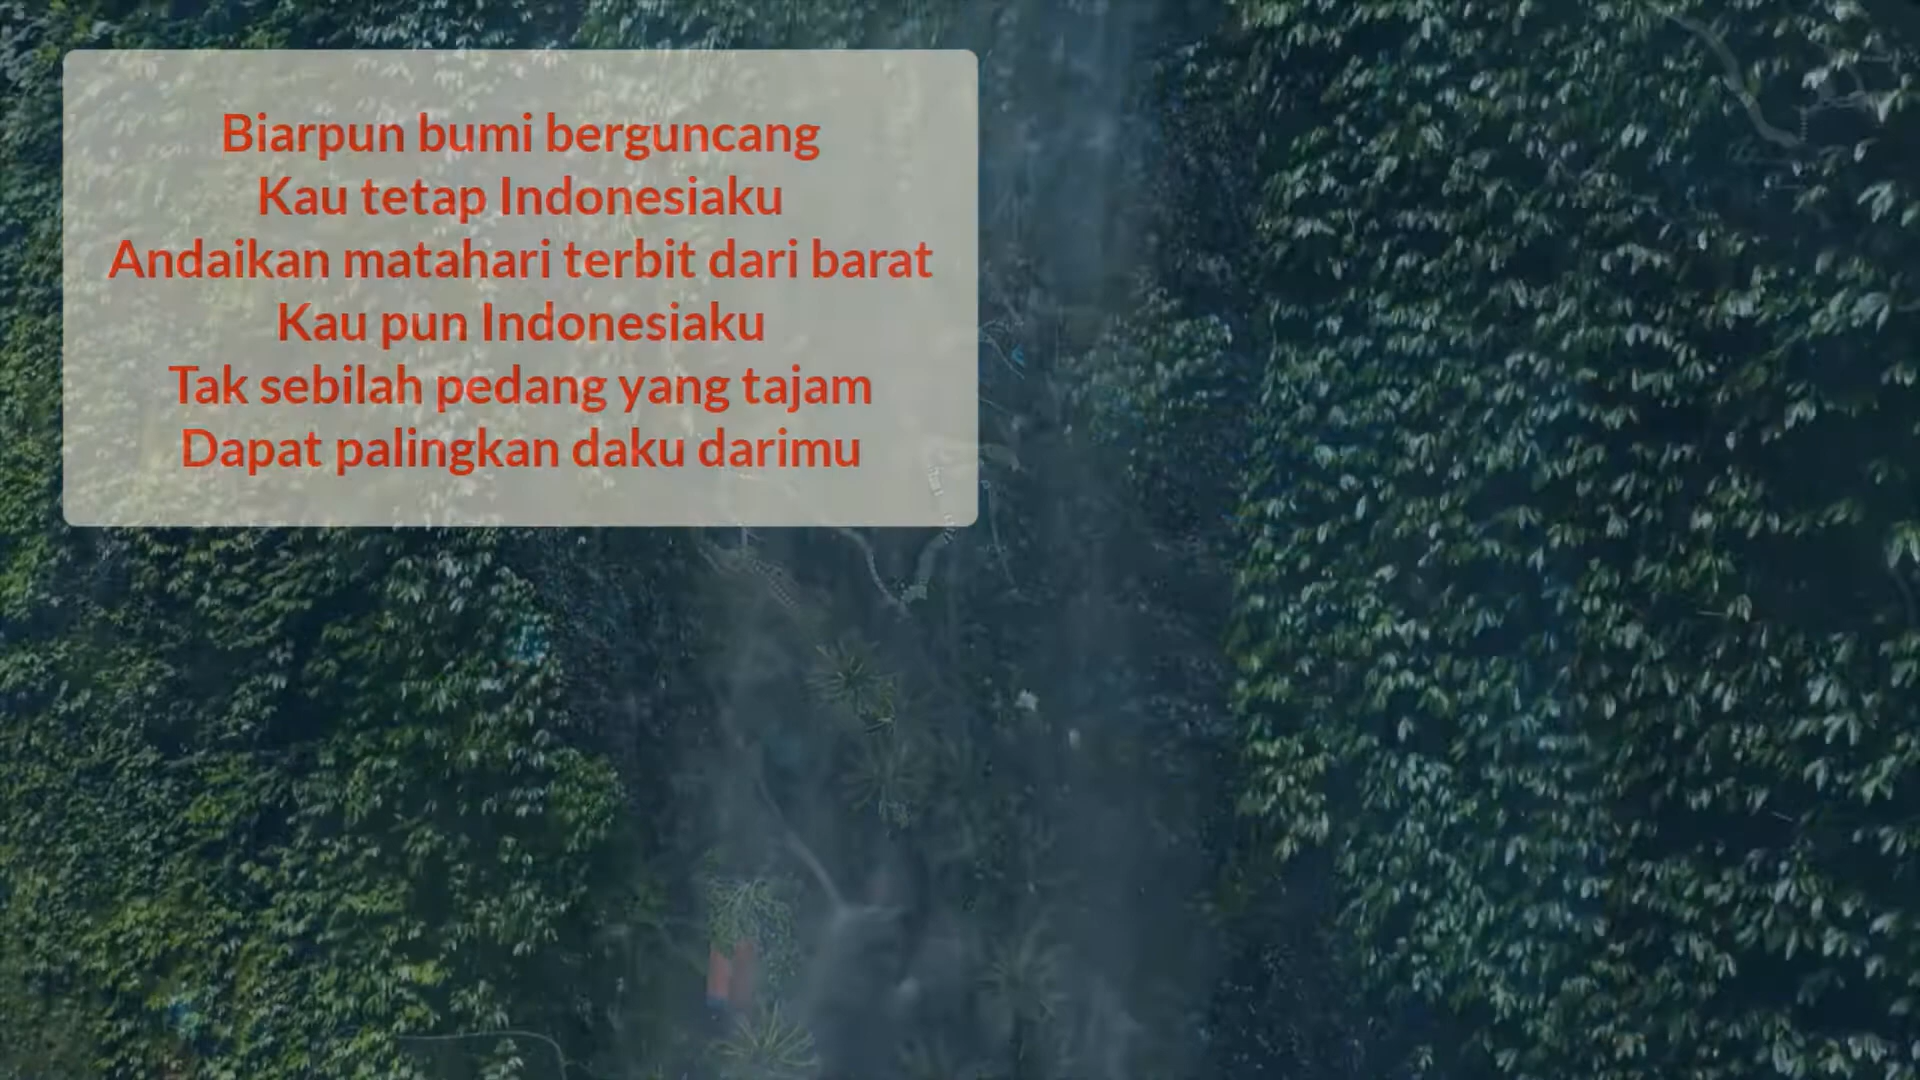 Biarpun bumi berguncang
Kau tetap Indonesiaku
Andaikan matahari terbit dari barat
Kau pun Indonesiaku
Tak sebilah pedang yang tajam
Dapat palingkan daku darimu